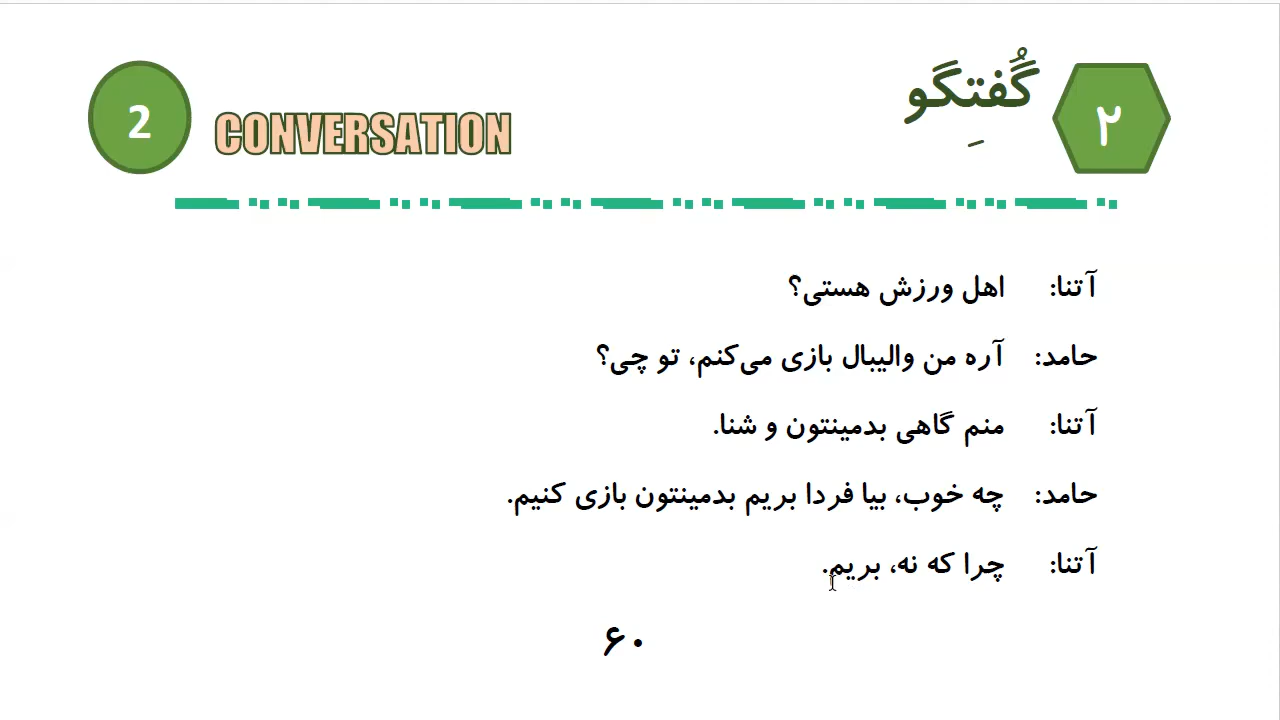 2 CONVERSATION گُفتِگو ۲
آتنا: اهل ورزش هستی؟
حامد: آره من والیبال بازی می‌کنم، تو چی؟
آتنا: منم گاهی بدمینتون و شنا.
حامد: چه خوب، بیا فردا بریم بدمینتون بازی کنیم.
آتنا: چرا که نه، بریم.
۶۰